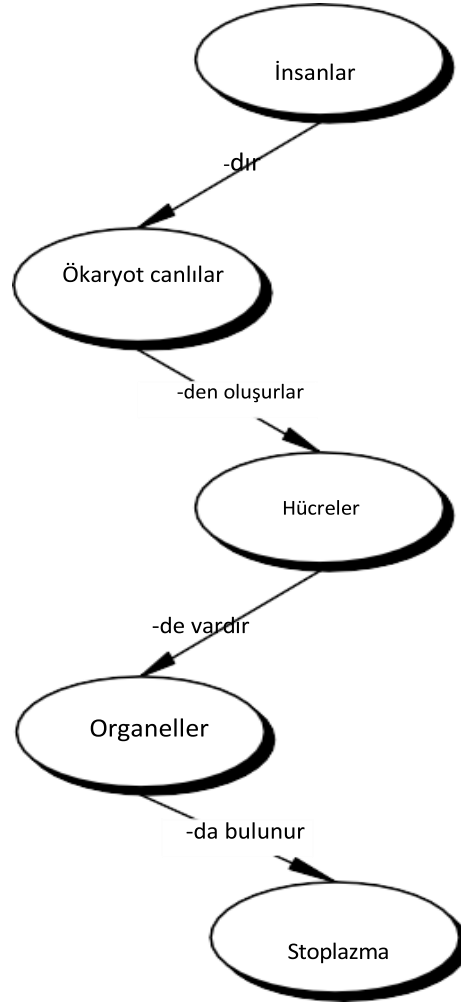 İnsanlar
-dır
Ökaryot canlılar
-den oluşurlar
Hücreler
-de vardır
Organeller
-da bulunur
Stoplazma